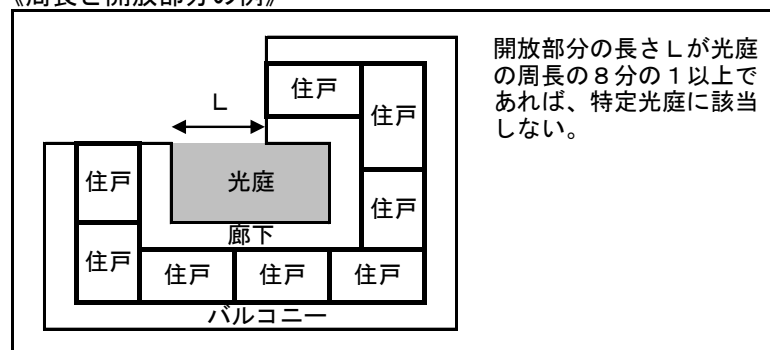 《周長と開放部分の例》
開放部分の長さLが光庭
の周長の8分の1以上で
あれば、特定光庭に該当
しない。
L
住戸
住戸
住戸
光庭
住戸
廊下
住戸
住戸
住戸
住戸
バルコニー